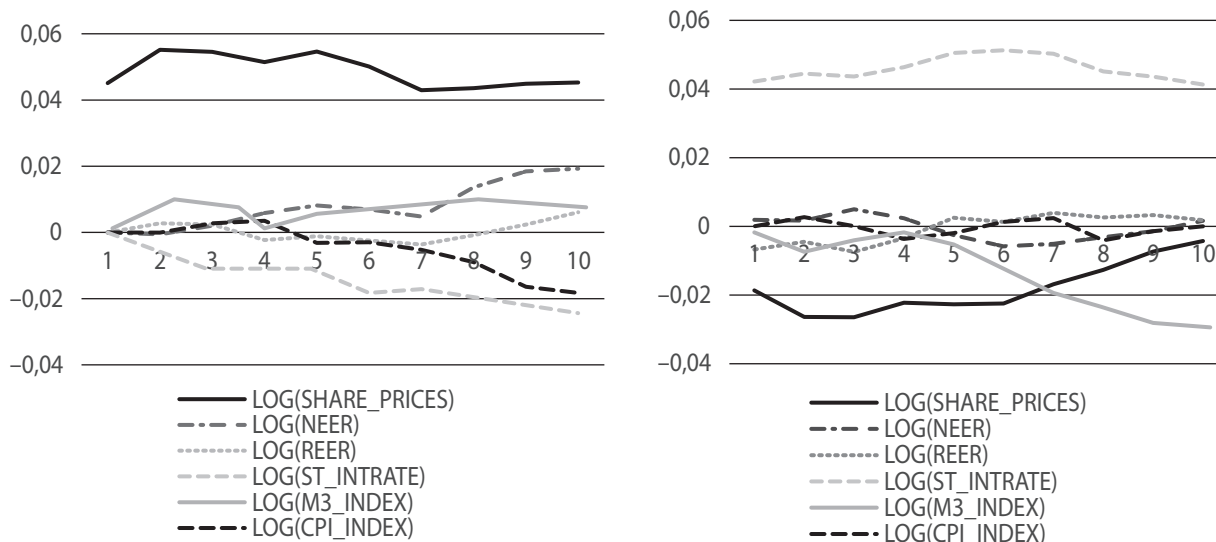 0,06
0,04
0,02
0
−0,02
−0,04
1 2 3 4 5 6 7 8 9 10
LOG(SHARE_PRICES)
LOG(NEER)
LOG(REER)
LOG(ST_INTRATE)
LOG(M3_INDEX)
LOG(CPI_INDEX)
0,06
0,04
0,02
0
−0,02
−0,04
1 2 3 4 5 6 7 8 9 10
LOG(SHARE_PRICES)
LOG(NEER)
LOG(REER)
LOG(ST_INTRATE)
LOG(M3_INDEX)
LOG(CPI_INDEX)